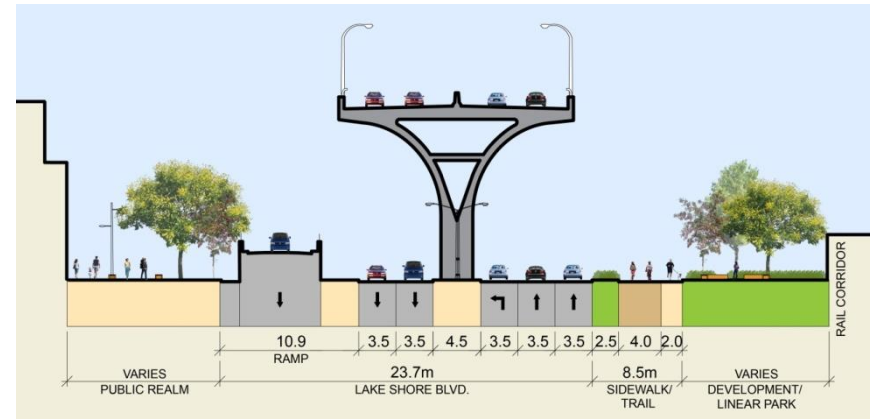 RAIL CORRIDOR
10.9
3.5
3.5
4.5
3.5
3.5
3.5
2.5
4.0
2.0
RAMP
VARIES
23.7m
8.5m
VARIES
PUBLIC REALM
LAKE SHORE BLVD.
SIDEWALK/
TRAIL
DEVELOPMENT/
LINEAR PARK